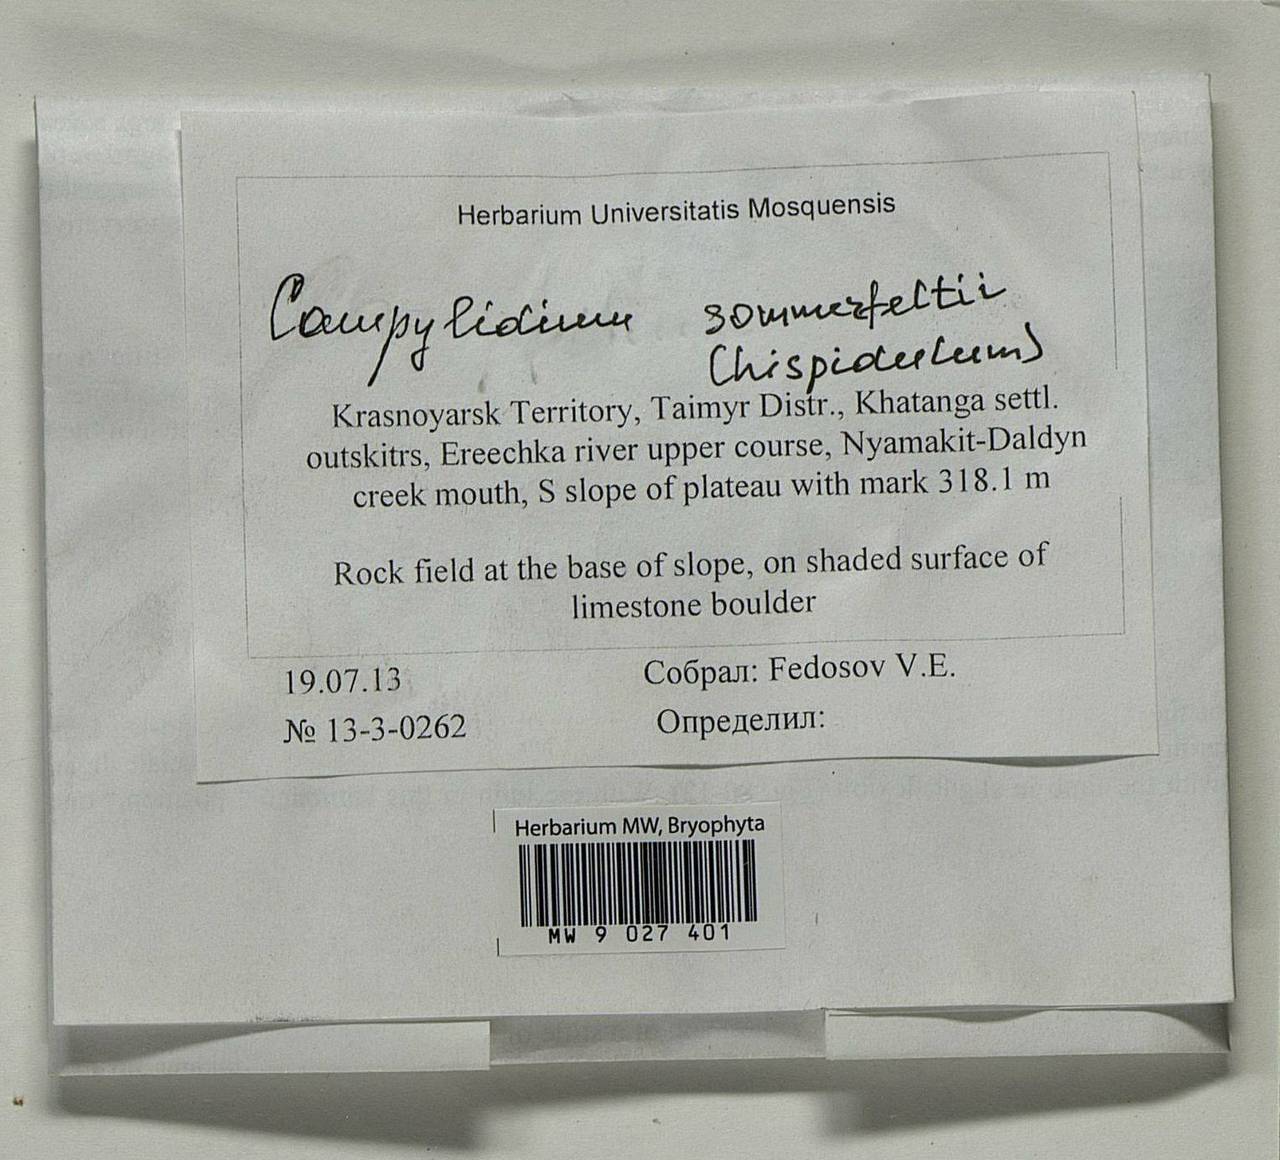 Herbarium Universitatis Mosquensis
Campylidium sommerfeltii
(hispidulum)
Krasnoyarsk Territory, Taimyr Distr., Khatanga settl.
outskitrs, Ereechka river upper course, Nyamakit-Daldyn
creek mouth, S slope of plateau with mark 318.1 m
Rock field at the base of slope, on shaded surface of
limestone boulder
19.07.13 Собрал: Fedosov V.E.
№ 13-3-0262 Определил:
Herbarium MW, Bryophyta
MW 9 027 401